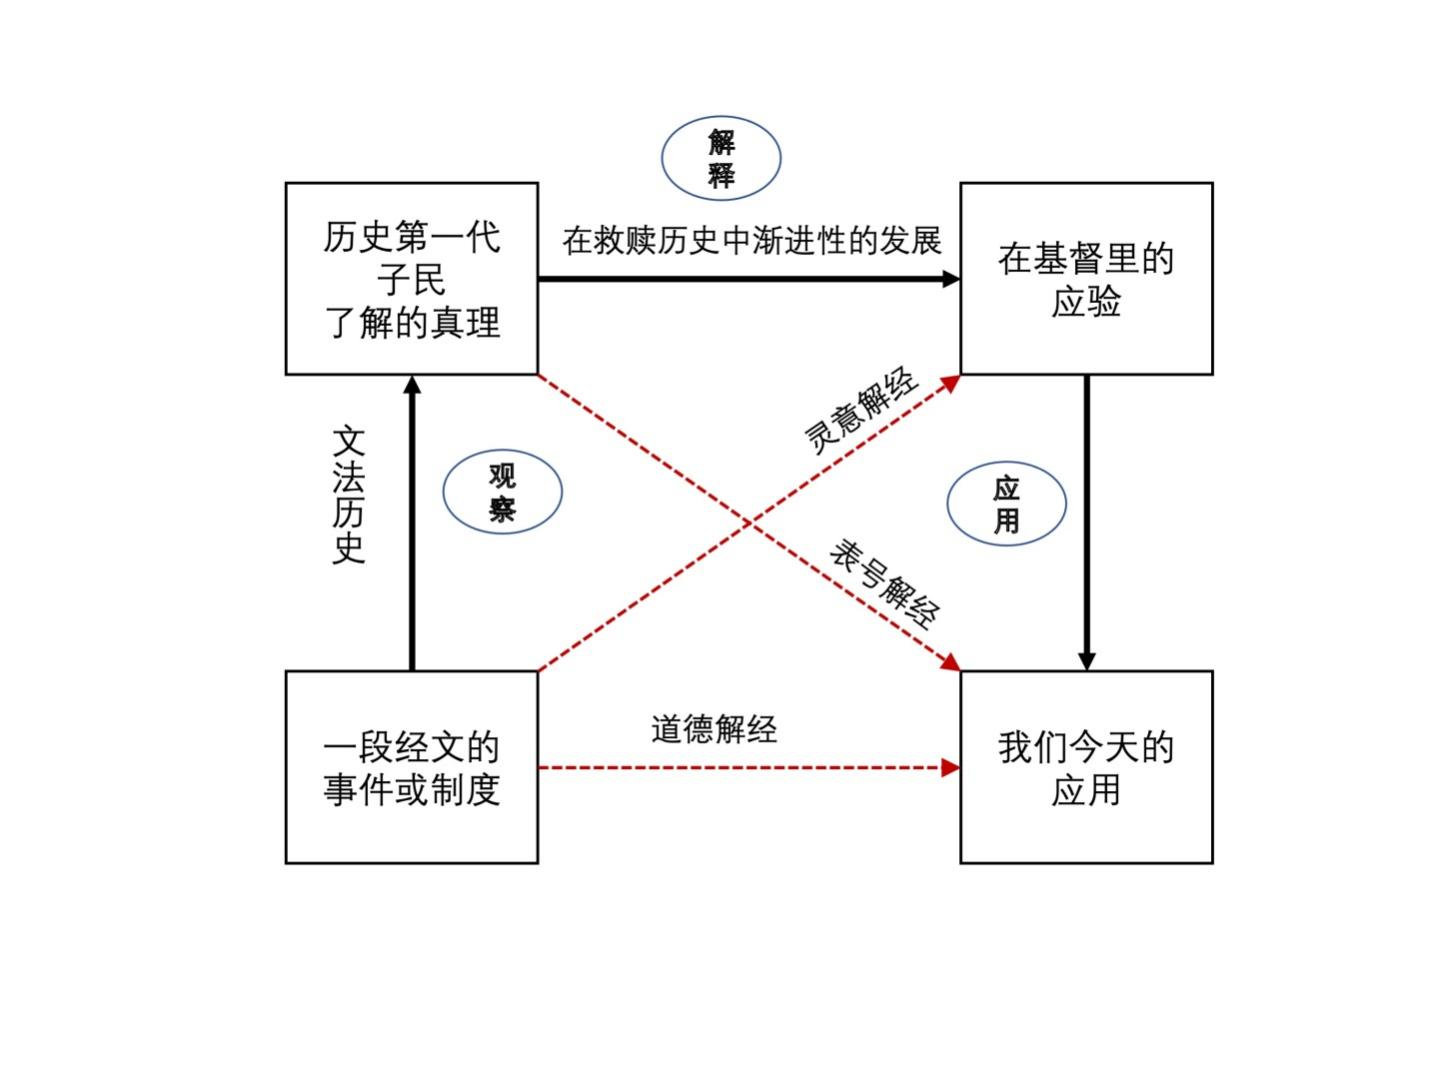 解
释
历史第一代
子民
了解的真理
在救赎历史中渐进性的发展
在基督里的
应验
灵意解经
文
法
历
史
观
察
应
用
表号解经
道德解经
一段经文的
事件或制度
我们今天的
应用